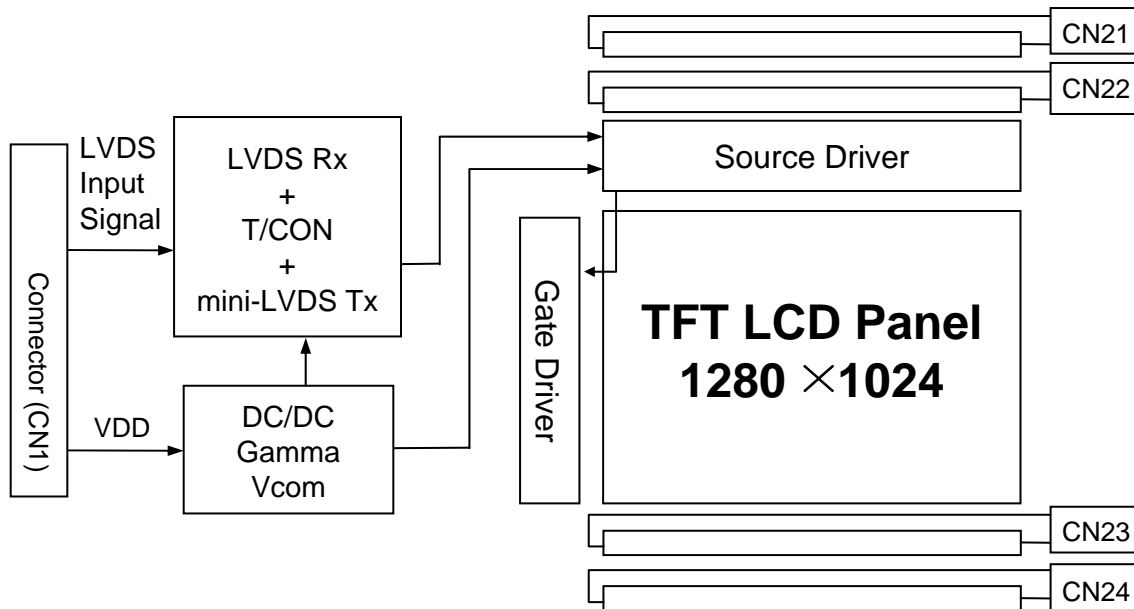 CN21
CN22
LVDS
Input
Signal
LVDS Rx
+
T/CON
+
mini-LVDS Tx
Source Driver
Connector (CN1)
Gate Driver
TFT LCD Panel
1280 ×1024
VDD
DC/DC
Gamma
Vcom
CN23
CN24